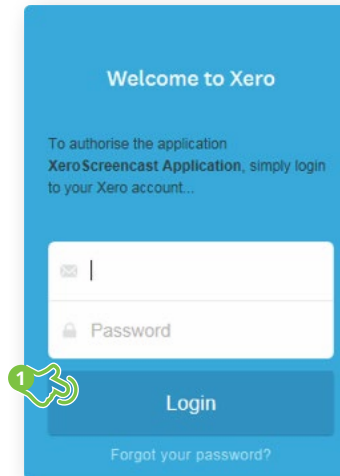 Welcome to Xero
To authorise the application
XeroScreencast Application, simply login
to your Xero account...
Password
1
Login
Forgot your password?